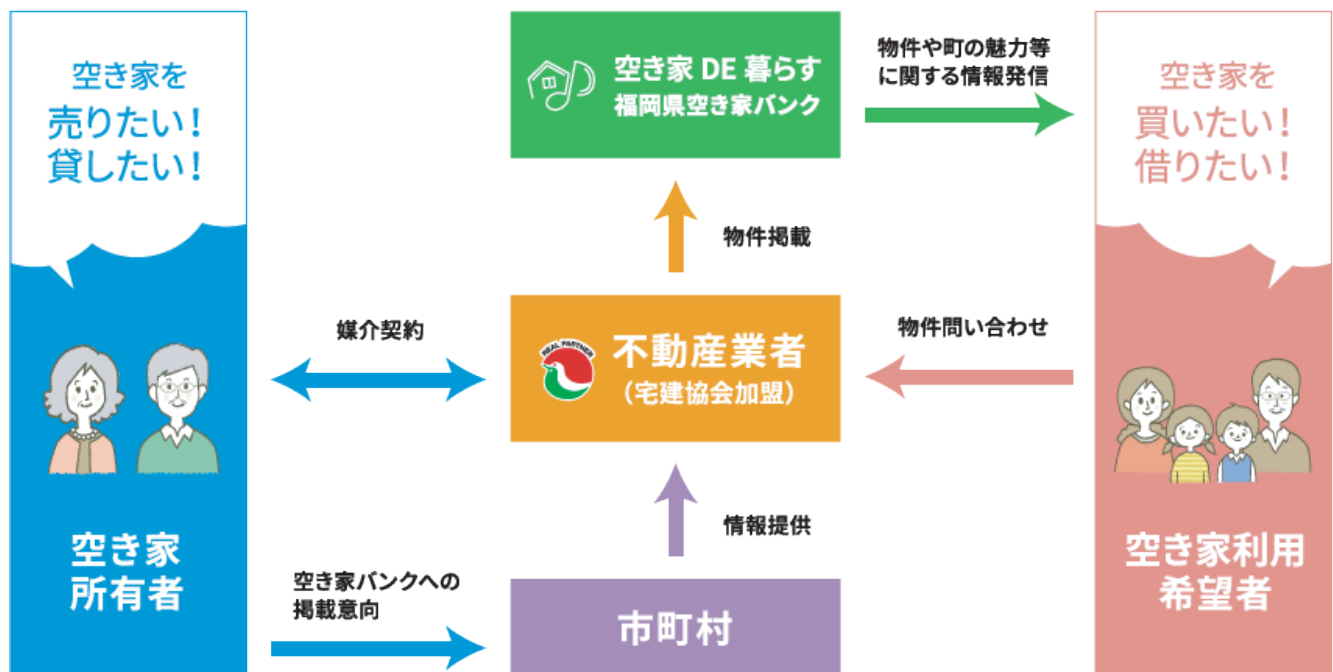 空き家を
売りたい！
貸したい！
空き家
所有者
空き家 DE 暮らす
福岡県空き家バンク
物件や町の魅力等
に関する情報発信
物件掲載
媒介契約
REAL PARTNER
不動産業者
（宅建協会加盟）
物件問い合わせ
情報提供
空き家バンクへの
掲載意向
市町村
空き家を
買いたい！
借りたい！
空き家利用
希望者